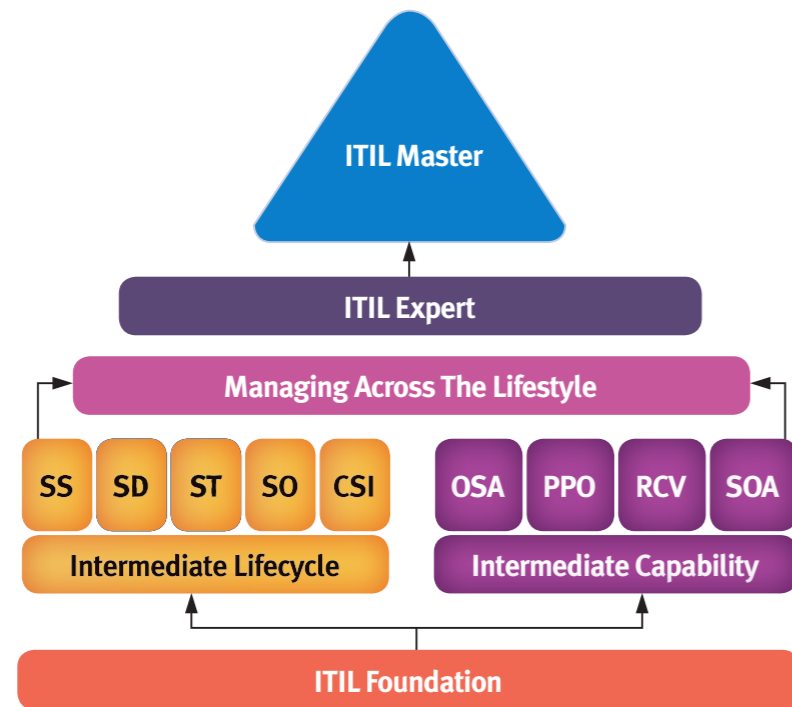 ITIL Master
ITIL Expert
Managing Across The Lifestyle
SS SD ST SO CSI
OSA PPO RCV SOA
Intermediate Lifecycle
Intermediate Capability
ITIL Foundation